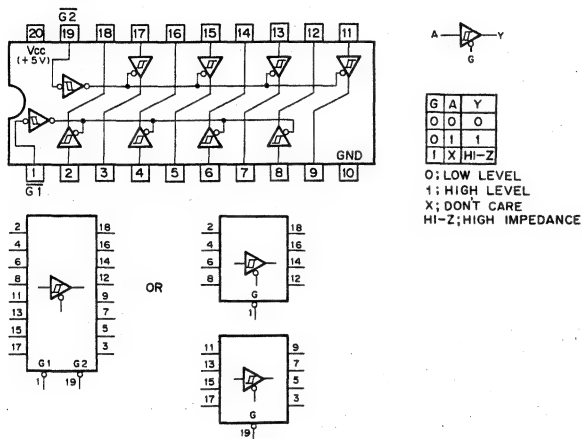 G2
20 19 18 17 16 15 14 13 12 11
Vcc
(+5V)
GND
1 2 3 4 5 6 7 8 9 10
G1
A Y
G
G A Y
0 0 0
0 1 1
1 X HI-Z
0; LOW LEVEL
1; HIGH LEVEL
X; DON'T CARE
HI-Z; HIGH IMPEDANCE
2 18
4 16
6 14
8 12
11 9
13 7
15 5
17 3
G1 G2
1 19
OR
2 18
4 16
6 14
8 12
G
1
11 9
13 7
15 5
17 3
G
19